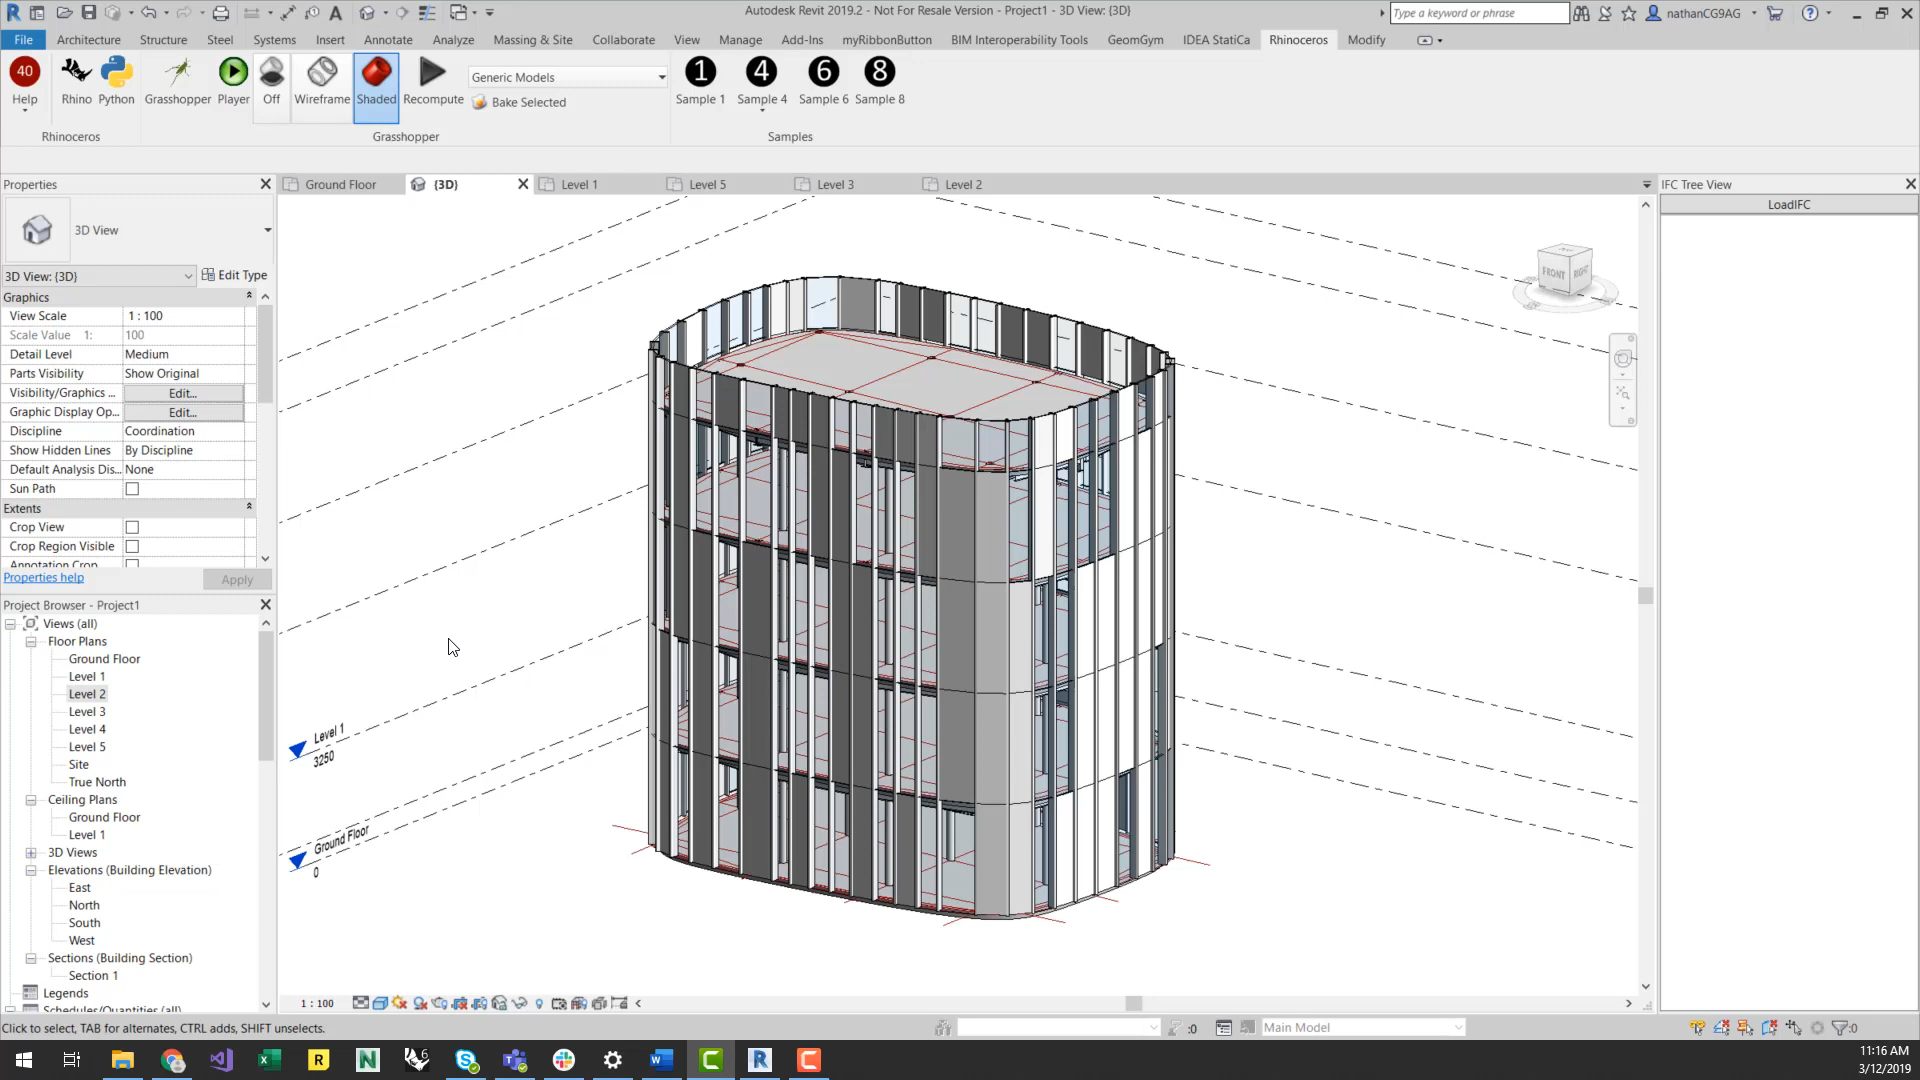 Autodesk Revit 2019.2 - Not For Resale Version - Project1 - 3D View: {3D}
Type a keyword or phrase
nathanCG9AG
File Architecture Structure Steel Systems Insert Annotate Analyze Massing & Site Collaborate View Manage Add-Ins myRibbonButton BIM Interoperability Tools GeomGym IDEA StatiCa Rhinoceros Modify
40
Help Rhino Python Grasshopper Player Off Wireframe Shaded Recompute
Generic Models
Bake Selected
1 4 6 8
Sample 1 Sample 4 Sample 6 Sample 8
Rhinoceros Grasshopper Samples
Properties
3D View
3D View: {3D} Edit Type
Graphics
View Scale 1 : 100
Scale Value 1: 100
Detail Level Medium
Parts Visibility Show Original
Visibility/Graphics ... Edit...
Graphic Display Op... Edit...
Discipline Coordination
Show Hidden Lines By Discipline
Default Analysis Dis... None
Sun Path
Extents
Crop View
Crop Region Visible
Annotation Crop
Properties help Apply
Project Browser - Project1
Views (all)
Floor Plans
Ground Floor
Level 1
Level 2
Level 3
Level 4
Level 5
Site
True North
Ceiling Plans
Ground Floor
Level 1
3D Views
Elevations (Building Elevation)
East
North
South
West
Sections (Building Section)
Section 1
Legends
Schedules/Quantities (all)
Ground Floor {3D} Level 1 Level 5 Level 3 Level 2
FRONT RIGHT
Level 1
3250
Ground Floor
0
1 : 100
IFC Tree View
LoadIFC
Click to select, TAB for alternates, CTRL adds, SHIFT unselects.
:0
Main Model
:0
11:16 AM
3/12/2019